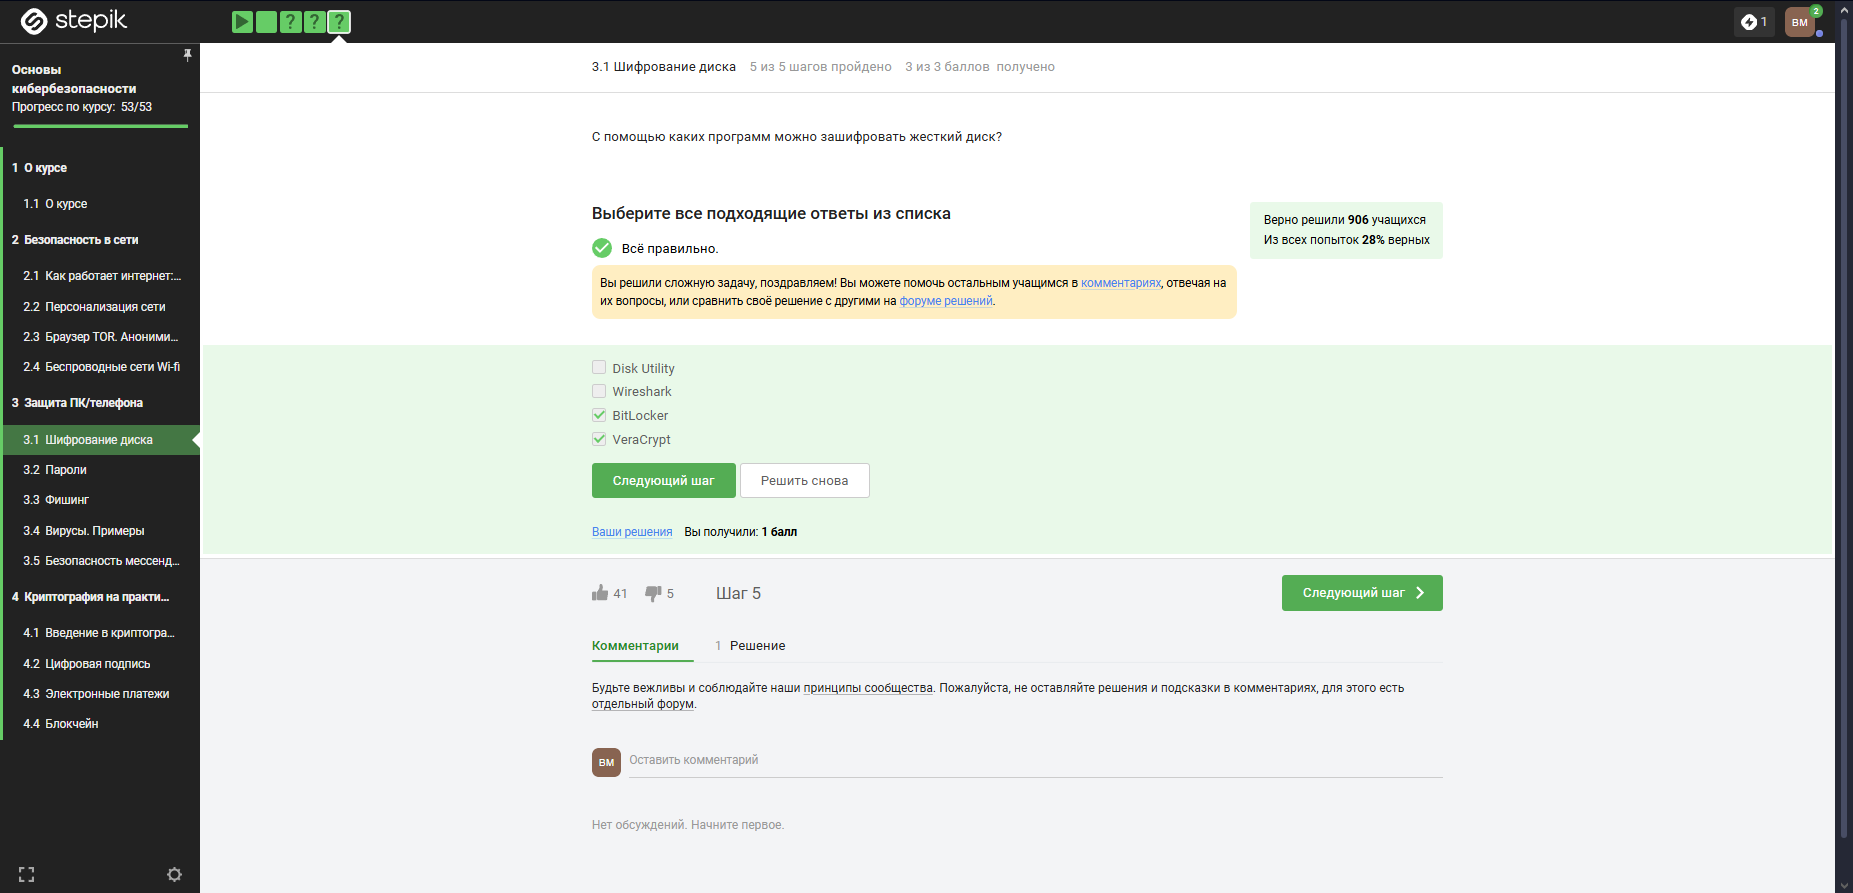 stepik
? ? ?
1
ВМ
2
Основы
кибербезопасности
Прогресс по курсу: 53/53
1 О курсе
1.1 О курсе
2 Безопасность в сети
2.1 Как работает интернет:...
2.2 Персонализация сети
2.3 Браузер TOR. Аноними...
2.4 Беспроводные сети Wi-fi
3 Защита ПК/телефона
3.1 Шифрование диска
3.2 Пароли
3.3 Фишинг
3.4 Вирусы. Примеры
3.5 Безопасность мессенд...
4 Криптография на практи...
4.1 Введение в криптогра...
4.2 Цифровая подпись
4.3 Электронные платежи
4.4 Блокчейн
3.1 Шифрование диска 5 из 5 шагов пройдено 3 из 3 баллов получено
С помощью каких программ можно зашифровать жесткий диск?
Выберите все подходящие ответы из списка
Всё правильно.
Верно решили 906 учащихся
Из всех попыток 28% верных
Вы решили сложную задачу, поздравляем! Вы можете помочь остальным учащимся в комментариях, отвечая на
их вопросы, или сравнить своё решение с другими на форуме решений.
Disk Utility
Wireshark
BitLocker
VeraCrypt
Следующий шаг Решить снова
Ваши решения Вы получили: 1 балл
41 5 Шаг 5 Следующий шаг
Комментарии 1 Решение
Будьте вежливы и соблюдайте наши принципы сообщества. Пожалуйста, не оставляйте решения и подсказки в комментариях, для этого есть
отдельный форум.
ВМ Оставить комментарий
Нет обсуждений. Начните первое.